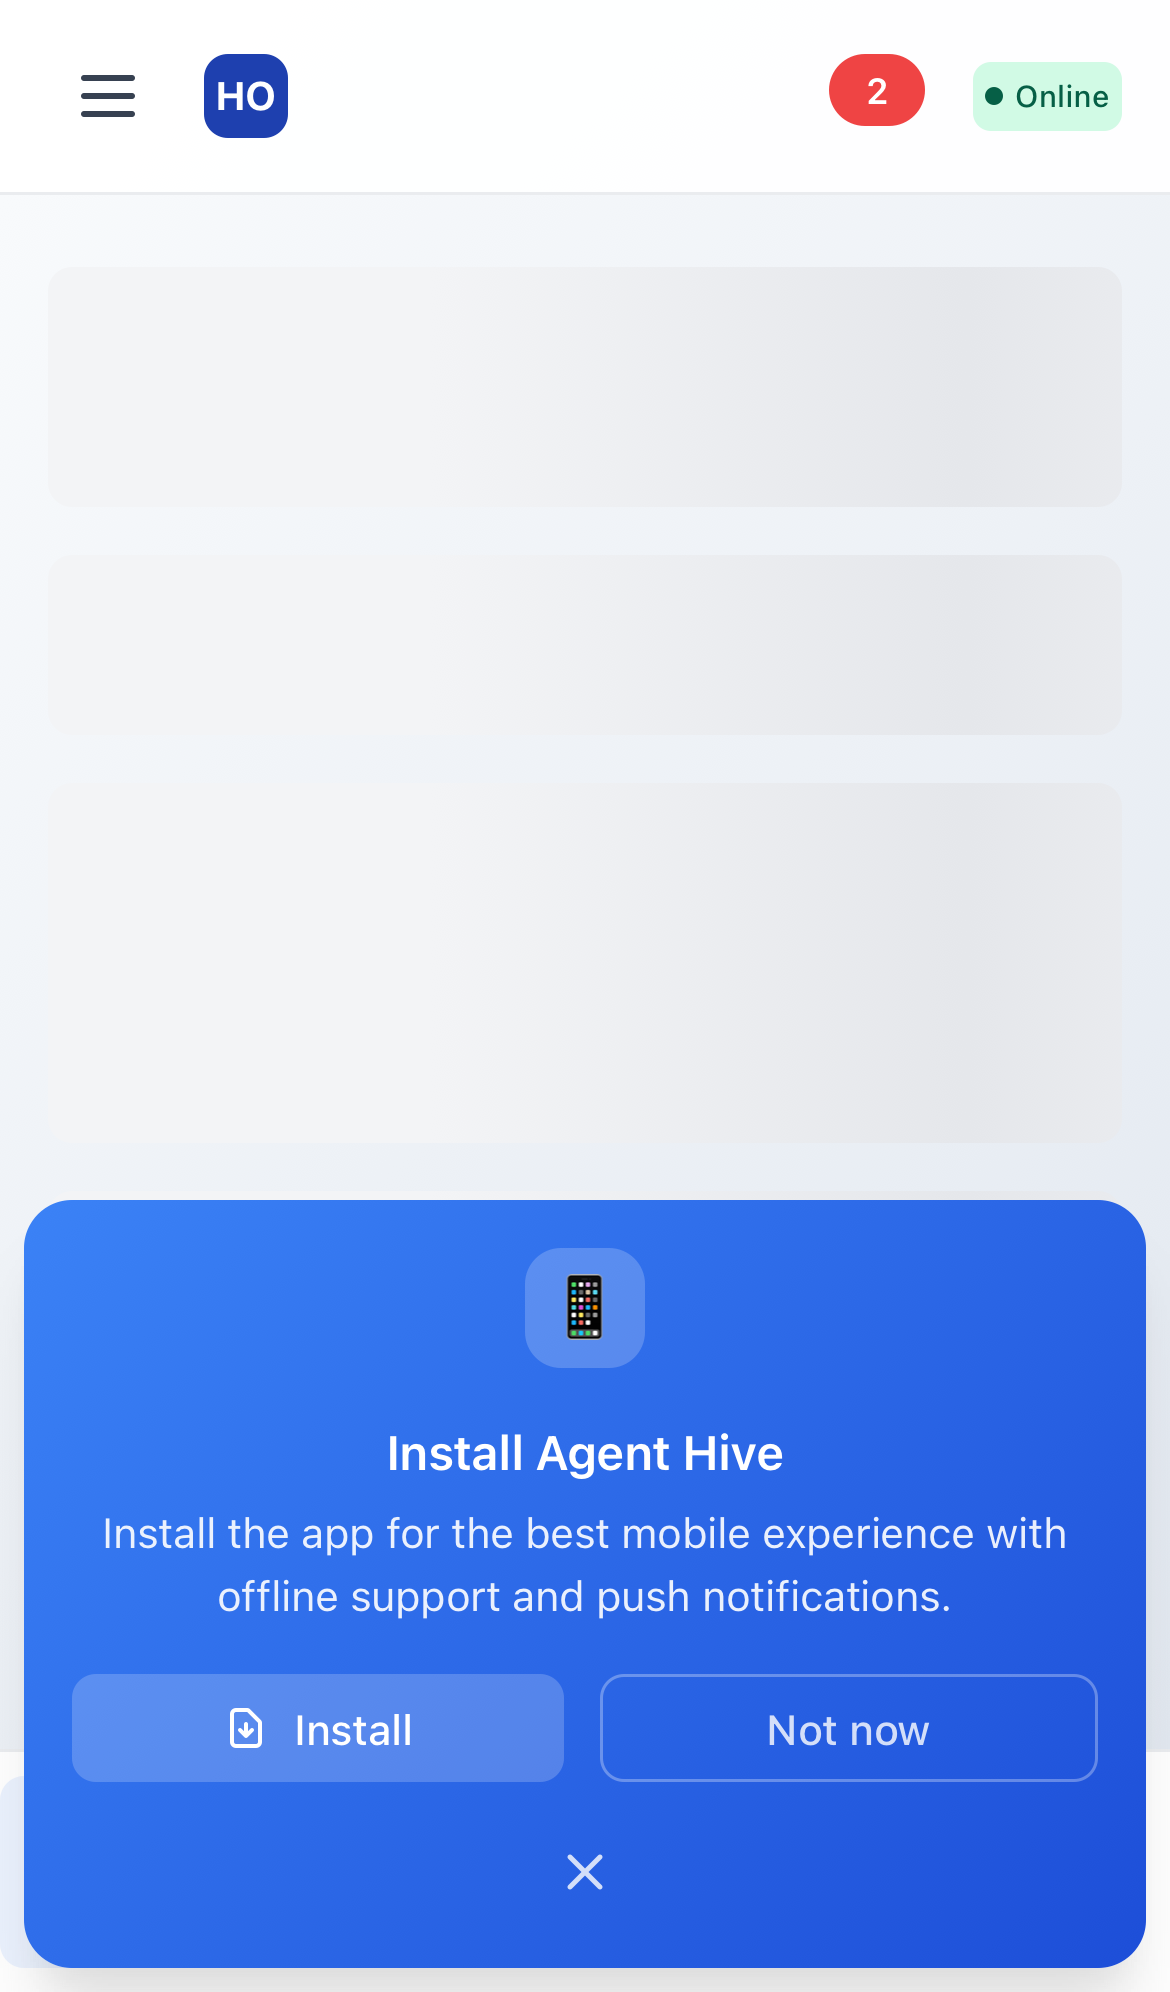 HO
2
Online
Install Agent Hive
Install the app for the best mobile experience with
offline support and push notifications.
Install
Not now